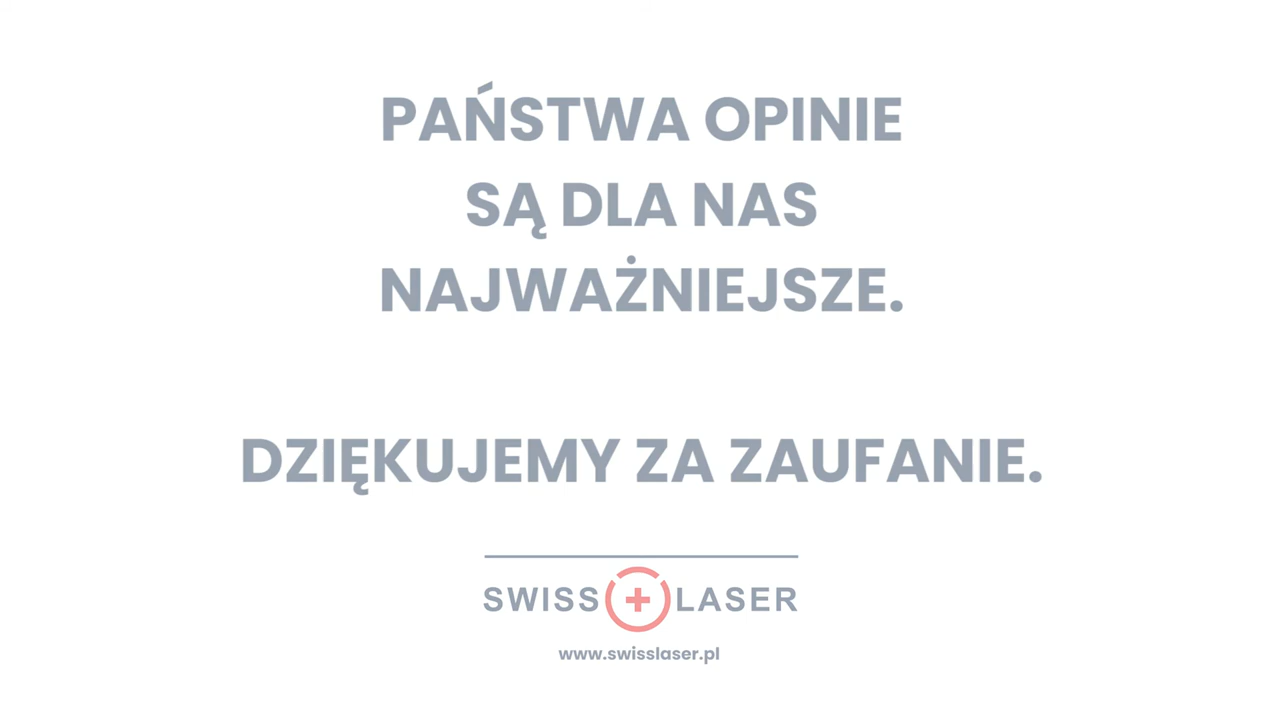 PAŃSTWA OPINIE
SĄ DLA NAS
NAJWAŻNIEJSZE.
DZIĘKUJEMY ZA ZAUFANIE.
SWISS LASER
www.swisslaser.pl